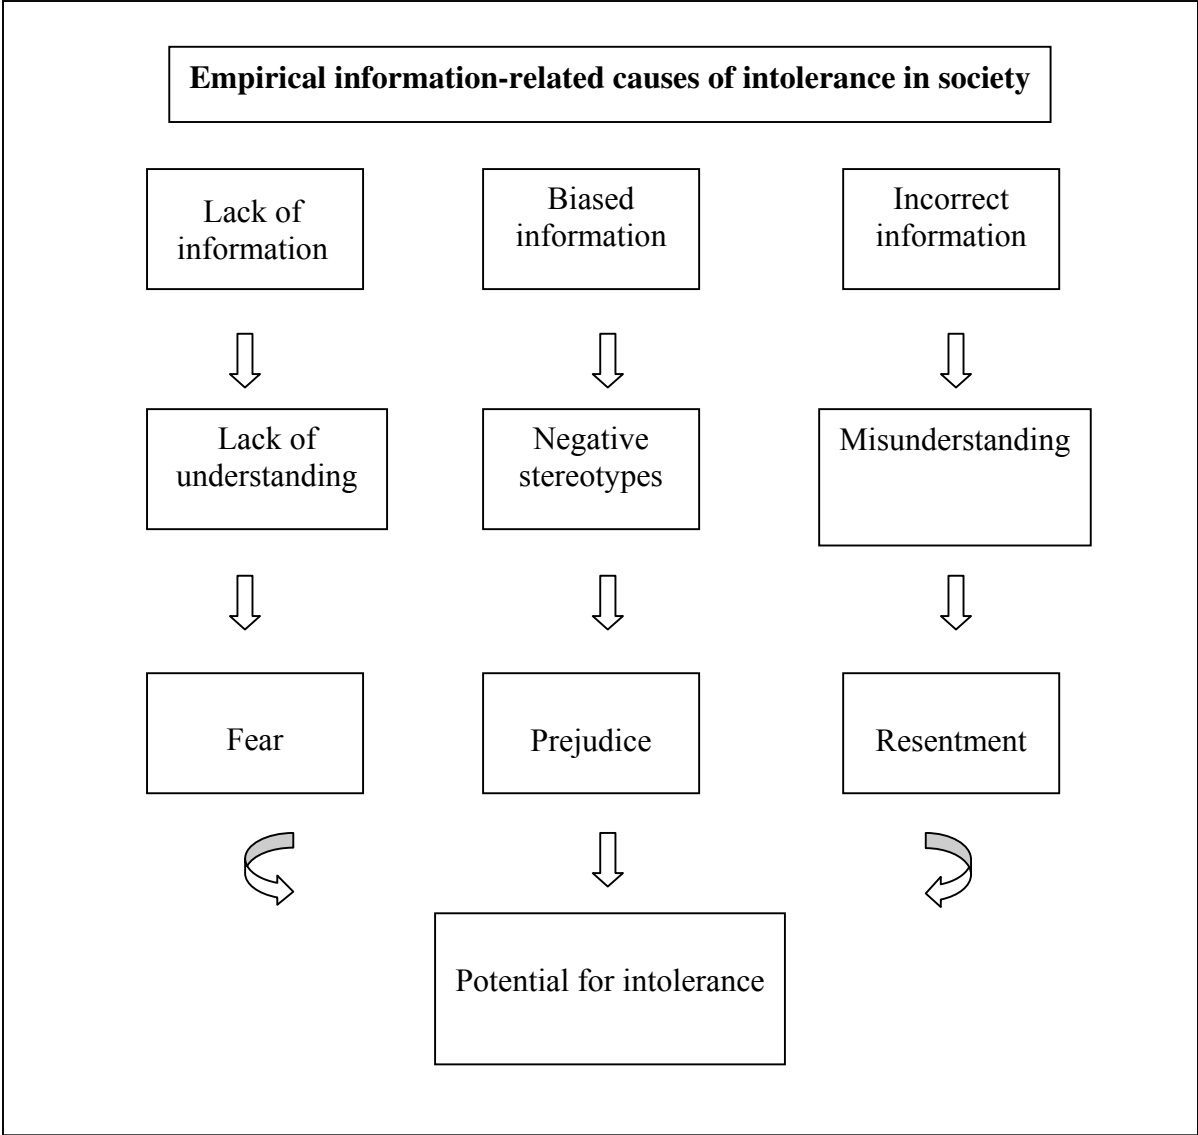 Empirical information-related causes of intolerance in society
Lack of
information
Biased
information
Incorrect
information
Lack of
understanding
Negative
stereotypes
Misunderstanding
Fear
Prejudice
Resentment
Potential for intolerance